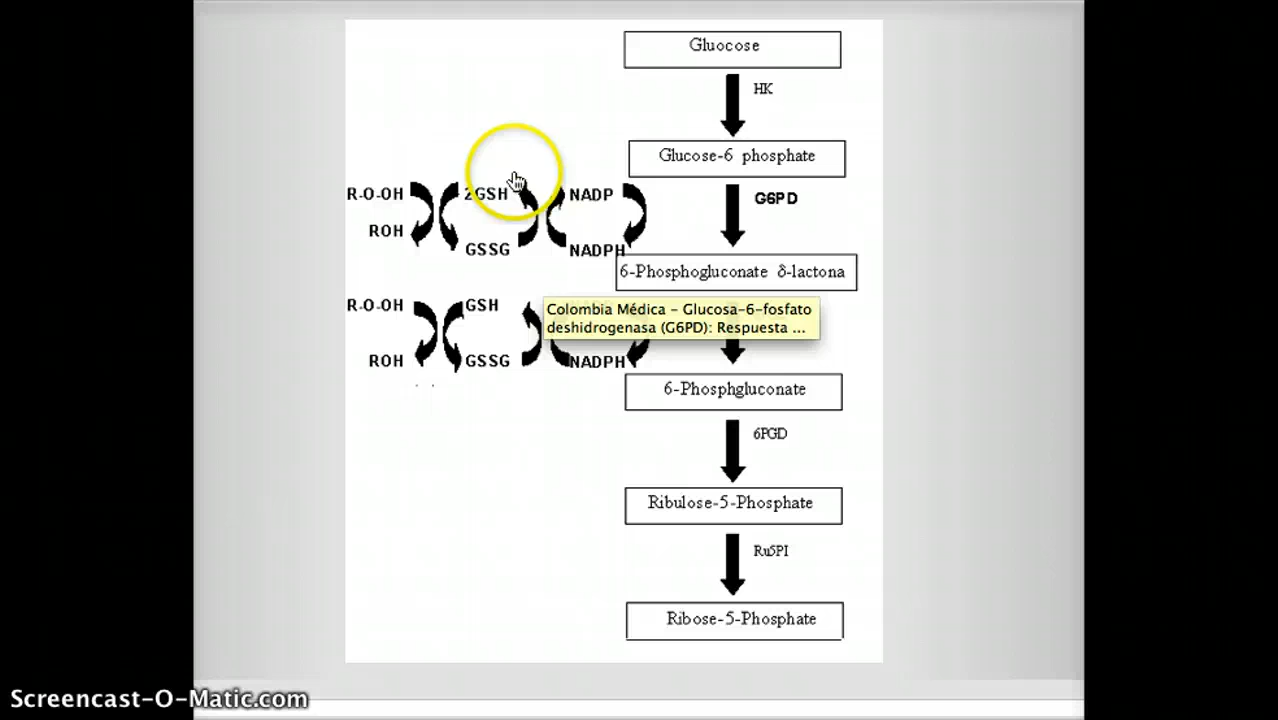 Gluocose
HK
Glucose-6 phosphate
R-O-OH
2GSH
NADP
G6PD
ROH
GSSG
NADPH
6-Phosphogluconate δ-lactona
R-O-OH
GSH
Colombia Médica - Glucosa-6-fosfato
deshidrogenasa (G6PD): Respuesta ...
ROH
GSSG
NADPH
6-Phosphgluconate
6PGD
Ribulose-5-Phosphate
Ru5PI
Ribose-5-Phosphate
Screencast-O-Matic.com